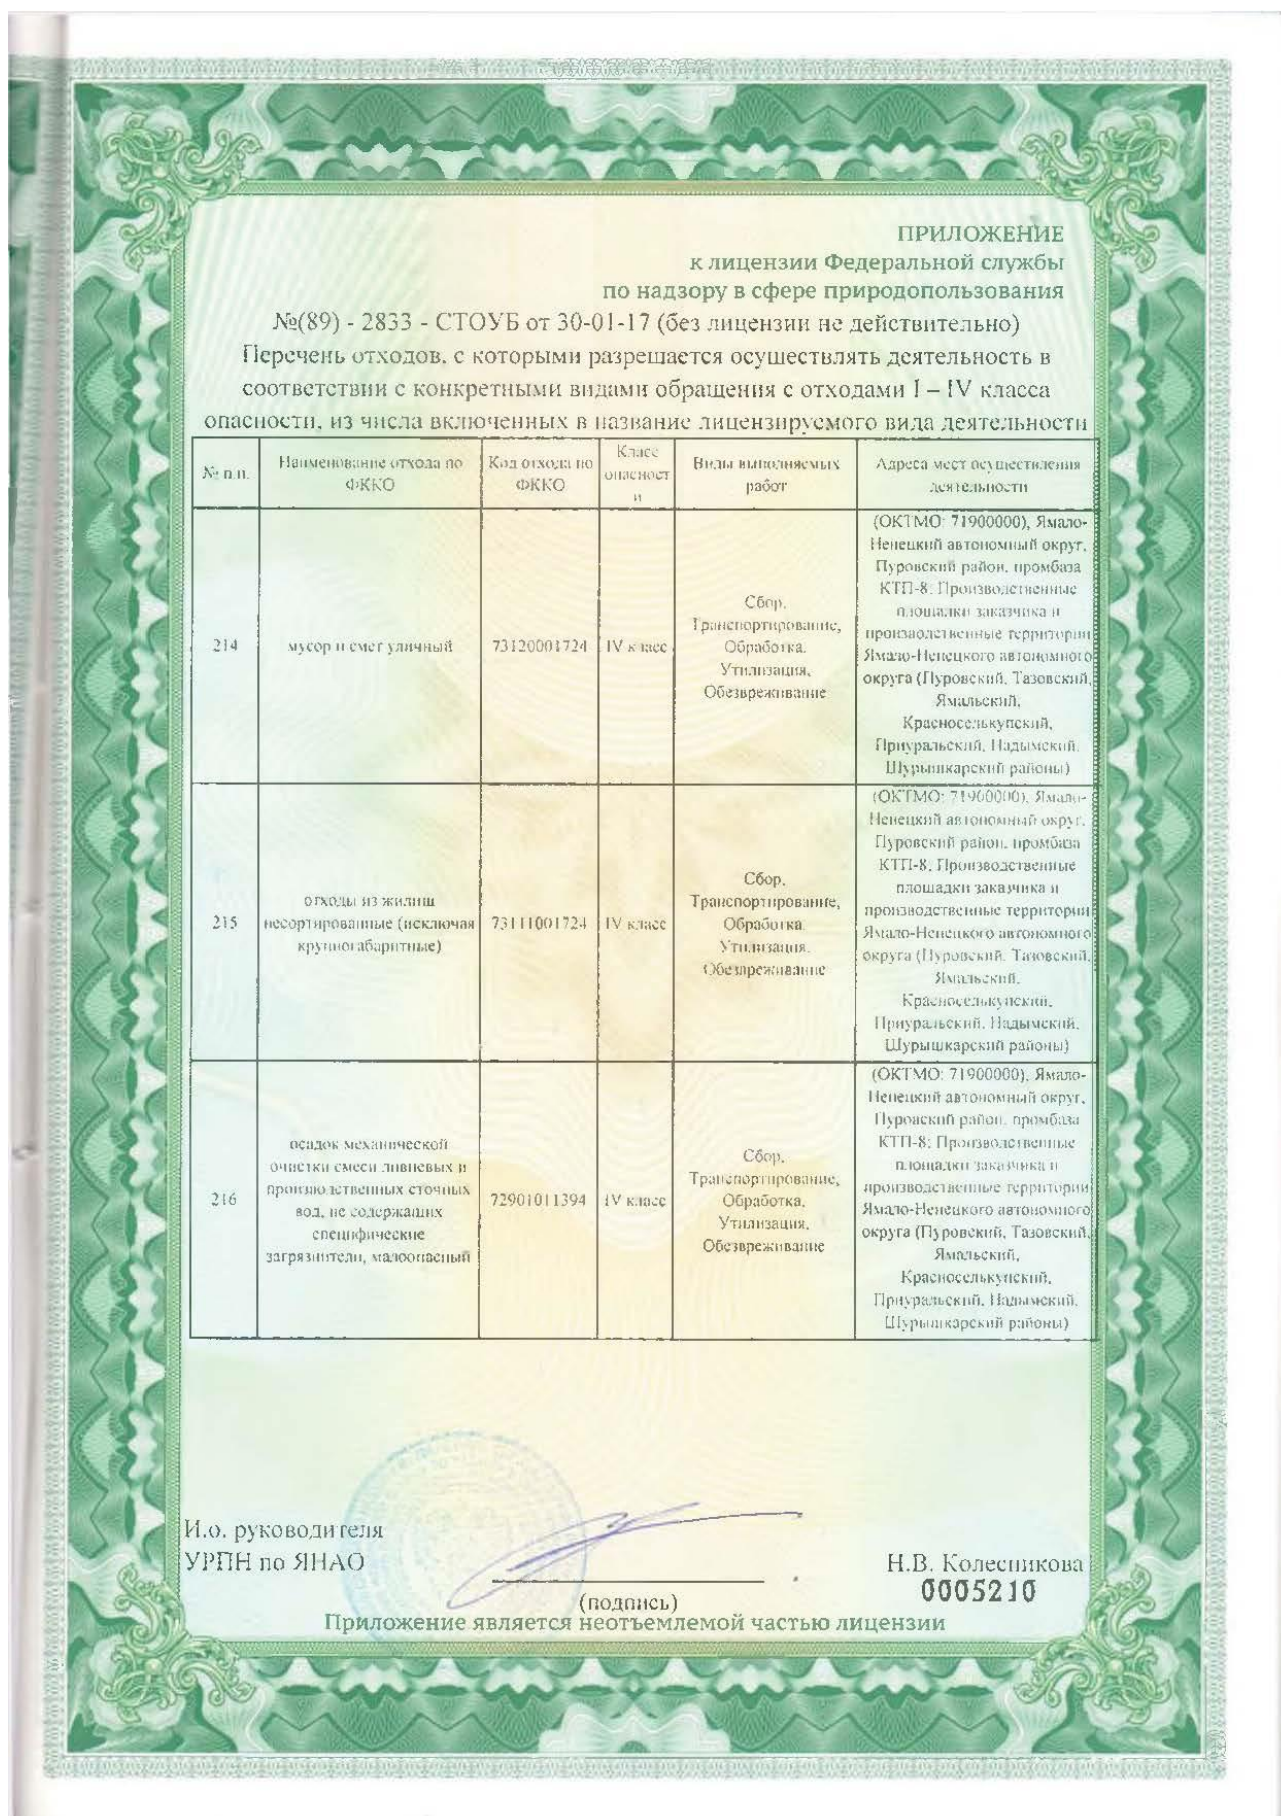 ПРИЛОЖЕНИЕ
к лицензии Федеральной службы
по надзору в сфере природопользования
№(89) - 2833 - СТОУБ от 30-01-17 (без лицензии не действительно)
Перечень отходов, с которыми разрешается осуществлять деятельность в
соответствии с конкретными видами обращения с отходами I – IV класса
опасности, из числа включенных в название лицензируемого вида деятельности
№ п.п.
Наименование отхода по
ФККО
Код отхода по
ФККО
Класс
опасност
и
Виды выполняемых
работ
Адреса мест осуществления
деятельности
214
мусор и смет уличный
73120001724
IV класс
Сбор,
Транспортирование,
Обработка,
Утилизация,
Обезвреживание
(ОКТМО: 71900000), Ямало-
Ненецкий автономный округ,
Пуровский район, промбаза
КТП-8; Производственные
площадки заказчика и
производственные территории
Ямало-Ненецкого автономного
округа (Пуровский, Тазовский,
Ямальский,
Красноселькупский,
Приуральский, Надымский,
Шурышкарский районы)
215
отходы из жилищ
несортированные (исключая
крупногабаритные)
73111001724
IV класс
Сбор,
Транспортирование,
Обработка,
Утилизация,
Обезвреживание
(ОКТМО: 71900000), Ямало-
Ненецкий автономный округ,
Пуровский район, промбаза
КТП-8; Производственные
площадки заказчика и
производственные территории
Ямало-Ненецкого автономного
округа (Пуровский, Тазовский,
Ямальский,
Красноселькупский,
Приуральский, Надымский,
Шурышкарский районы)
216
осадок механической
очистки смеси ливневых и
производственных сточных
вод, не содержащих
специфические
загрязнители, малоопасный
72901011394
IV класс
Сбор,
Транспортирование,
Обработка,
Утилизация,
Обезвреживание
(ОКТМО: 71900000), Ямало-
Ненецкий автономный округ,
Пуровский район, промбаза
КТП-8; Производственные
площадки заказчика и
производственные территории
Ямало-Ненецкого автономного
округа (Пуровский, Тазовский,
Ямальский,
Красноселькупский,
Приуральский, Надымский,
Шурышкарский районы)
И.о. руководителя
УРПН по ЯНАО
Н.В. Колесникова
0005210
(подпись)
Приложение является неотъемлемой частью лицензии